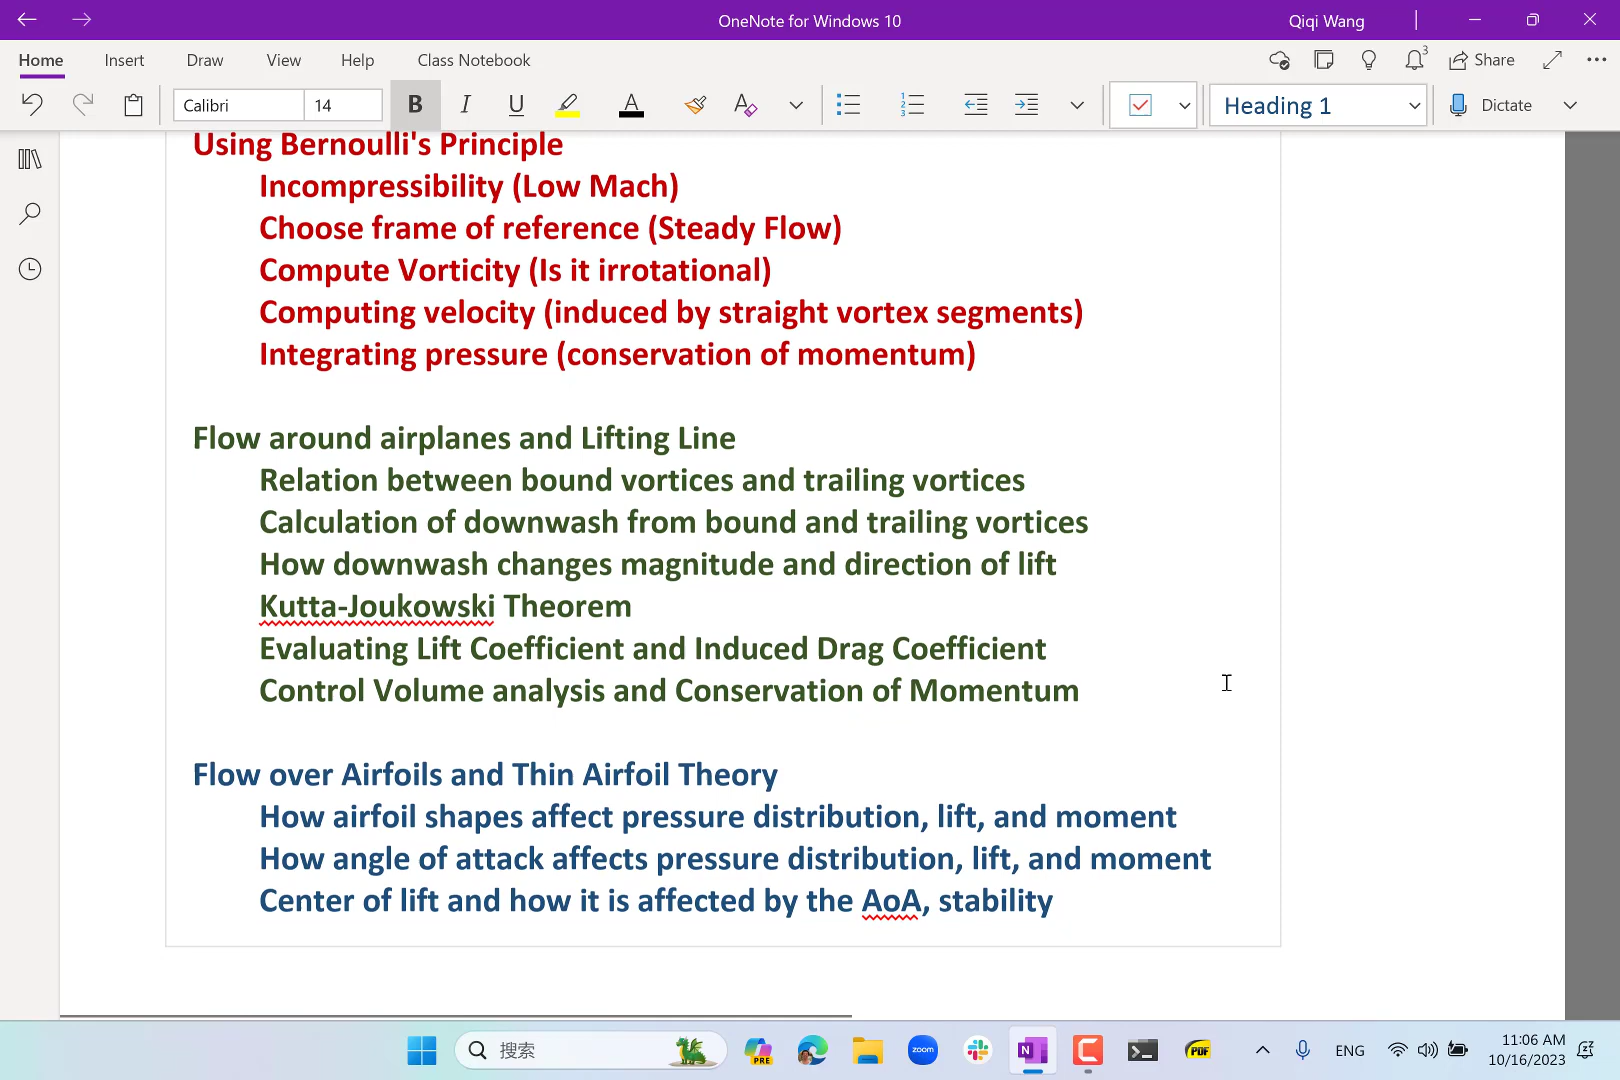 OneNote for Windows 10
Qiqi Wang
Home Insert Draw View Help Class Notebook
3
Share
Calibri
14
B I U A A
1 2 3
Heading 1
Dictate
Using Bernoulli's Principle
Incompressibility (Low Mach)
Choose frame of reference (Steady Flow)
Compute Vorticity (Is it irrotational)
Computing velocity (induced by straight vortex segments)
Integrating pressure (conservation of momentum)
Flow around airplanes and Lifting Line
Relation between bound vortices and trailing vortices
Calculation of downwash from bound and trailing vortices
How downwash changes magnitude and direction of lift
Kutta-Joukowski Theorem
Evaluating Lift Coefficient and Induced Drag Coefficient
Control Volume analysis and Conservation of Momentum
Flow over Airfoils and Thin Airfoil Theory
How airfoil shapes affect pressure distribution, lift, and moment
How angle of attack affects pressure distribution, lift, and moment
Center of lift and how it is affected by the AoA, stability
搜索
PRE
zoom
N
PDF
ENG
11:06 AM
10/16/2023